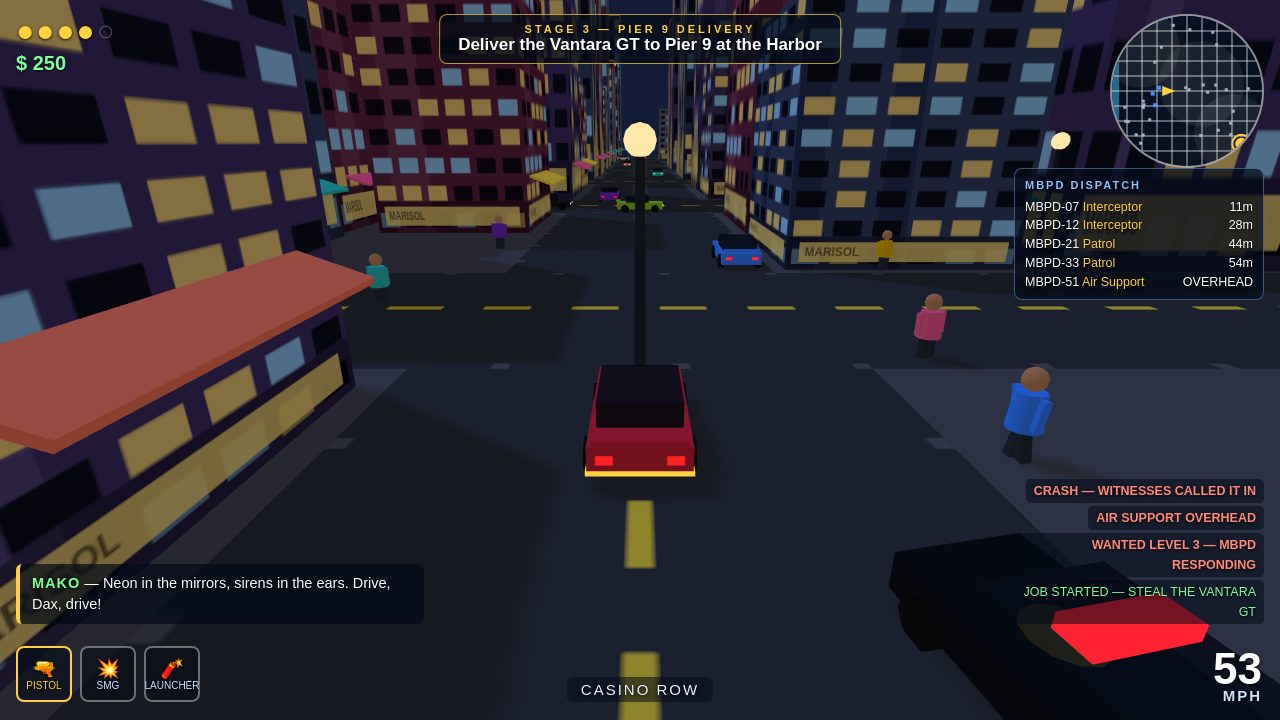 $ 250
STAGE 3 — PIER 9 DELIVERY
Deliver the Vantara GT to Pier 9 at the Harbor
MBPD DISPATCH
MBPD-07 Interceptor 11m
MBPD-12 Interceptor 28m
MBPD-21 Patrol 44m
MBPD-33 Patrol 54m
MBPD-51 Air Support OVERHEAD
MARISOL
MARISOL
MARISOL
CRASH — WITNESSES CALLED IT IN
AIR SUPPORT OVERHEAD
WANTED LEVEL 3 — MBPD
RESPONDING
JOB STARTED — STEAL THE VANTARA
GT
MAKO — Neon in the mirrors, sirens in the ears. Drive,
Dax, drive!
PISTOL
SMG
LAUNCHER
CASINO ROW
53
MPH